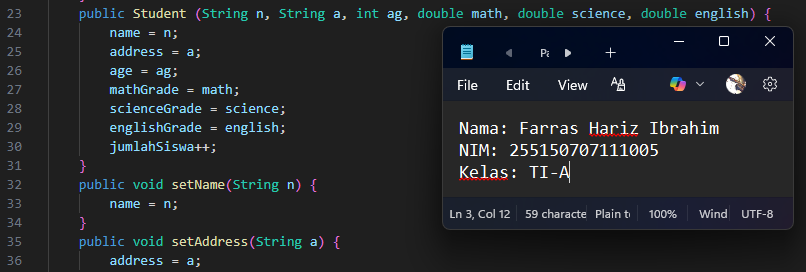 23 public Student (String n, String a, int ag, double math, double science, double english) {
24 name = n;
25 address = a;
26 age = ag;
27 mathGrade = math;
28 scienceGrade = science;
29 englishGrade = english;
30 jumlahSiswa++;
31 }
32 public void setName(String n) {
33 name = n;
34 }
35 public void setAddress(String a) {
36 address = a;
Pa
File Edit View
Nama: Farras Hariz Ibrahim
NIM: 255150707111005
Kelas: TI-A
Ln 3, Col 12 59 characte Plain t 100% Wind UTF-8